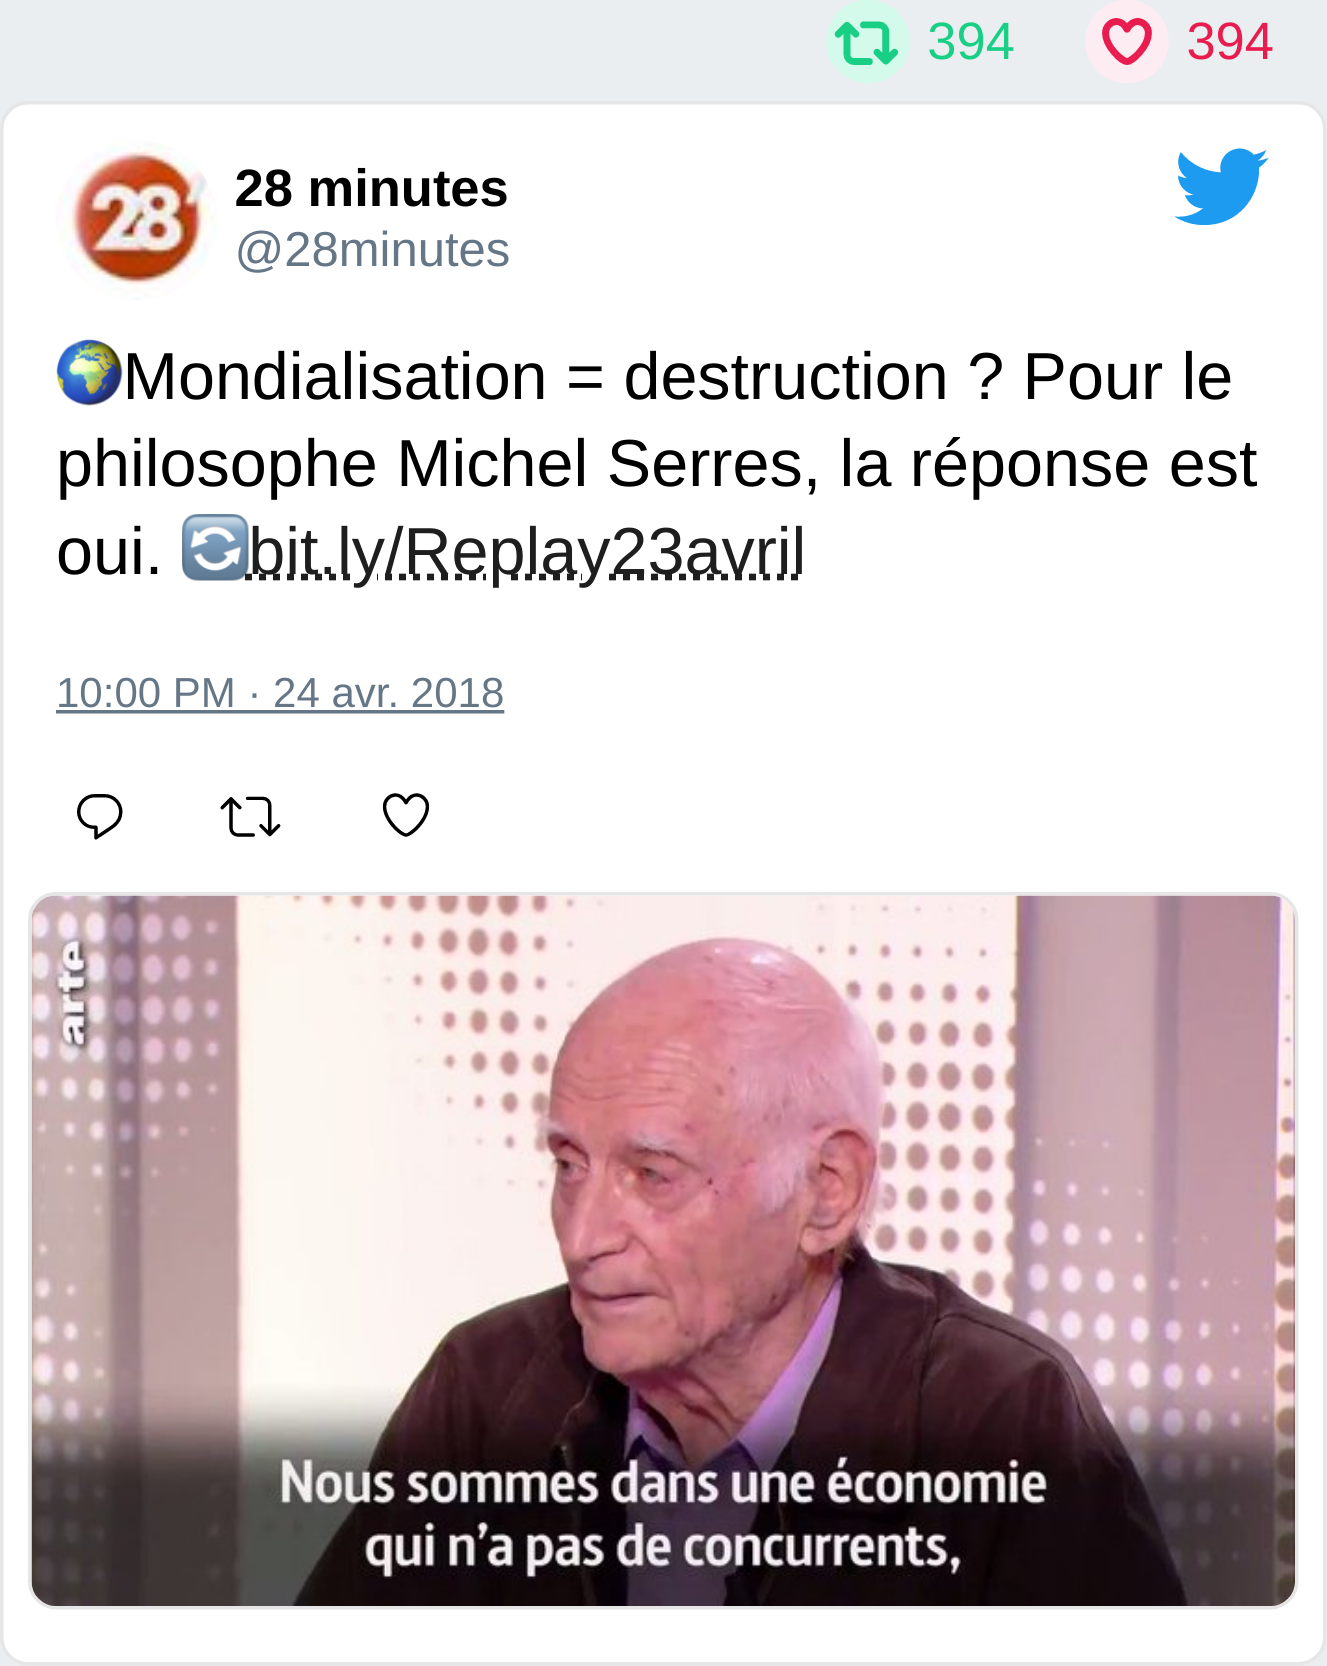 394 394
28'
28 minutes
@28minutes
🌍Mondialisation = destruction ? Pour le
philosophe Michel Serres, la réponse est
oui. 🔄bit.ly/Replay23avril
10:00 PM · 24 avr. 2018
arte
Nous sommes dans une économie
qui n’a pas de concurrents,